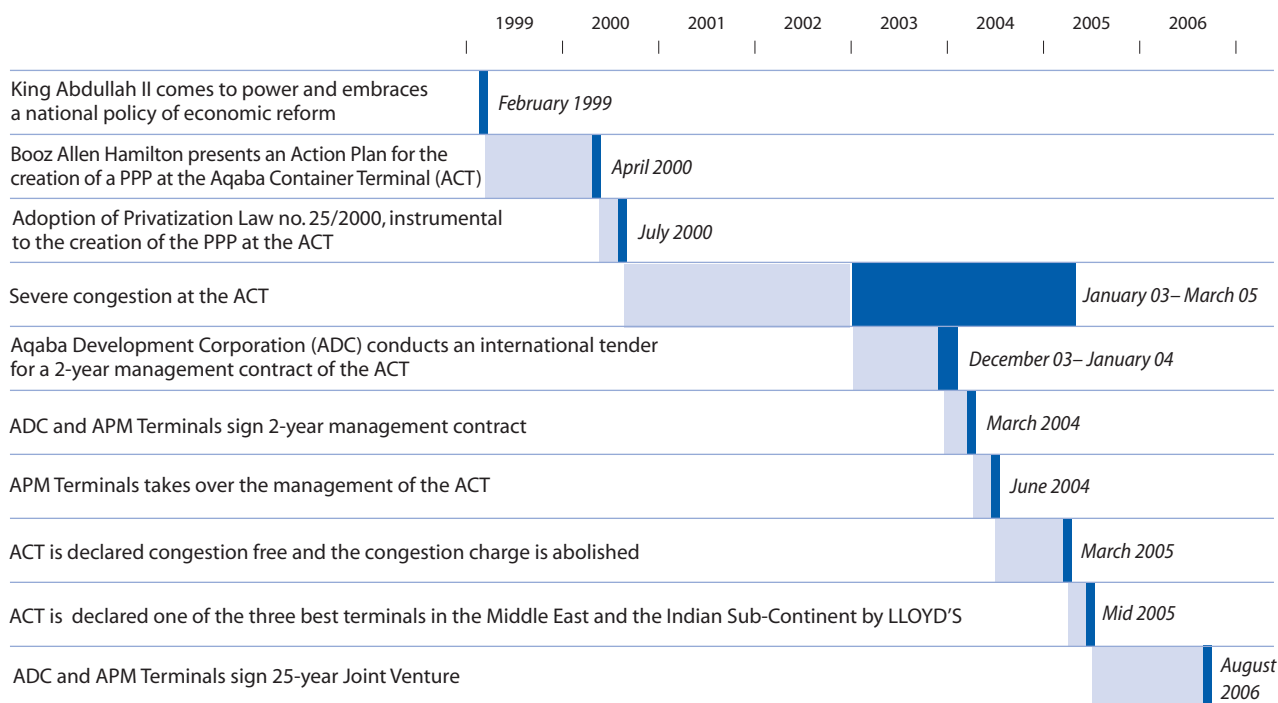 1999 2000 2001 2002 2003 2004 2005 2006
King Abdullah II comes to power and embraces
a national policy of economic reform
February 1999
Booz Allen Hamilton presents an Action Plan for the
creation of a PPP at the Aqaba Container Terminal (ACT)
April 2000
Adoption of Privatization Law no. 25/2000, instrumental
to the creation of the PPP at the ACT
July 2000
Severe congestion at the ACT
January 03– March 05
Aqaba Development Corporation (ADC) conducts an international tender
for a 2-year management contract of the ACT
December 03– January 04
ADC and APM Terminals sign 2-year management contract
March 2004
APM Terminals takes over the management of the ACT
June 2004
ACT is declared congestion free and the congestion charge is abolished
March 2005
ACT is declared one of the three best terminals in the Middle East and the Indian Sub-Continent by LLOYD'S
Mid 2005
ADC and APM Terminals sign 25-year Joint Venture
August
2006